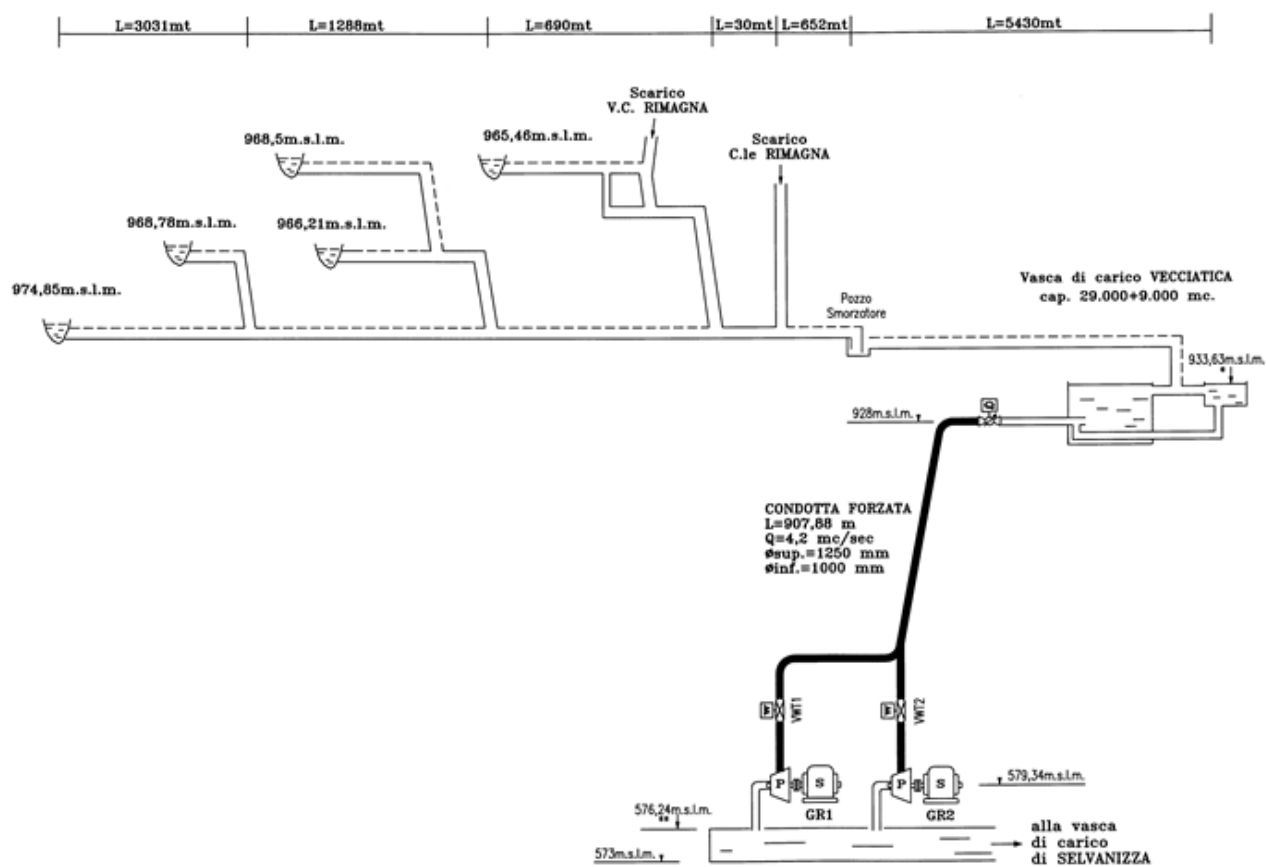 L=3031mt
L=1288mt
L=690mt
L=30mt
L=652mt
L=5430mt
Scarico
V.C. RIMAGNA
Scarico
C.le RIMAGNA
968,5m.s.l.m.
965,46m.s.l.m.
968,78m.s.l.m.
966,21m.s.l.m.
974,85m.s.l.m.
Pozzo
Smorzatore
Vasca di carico VECCIATICA
cap. 29.000+9.000 mc.
933,63m.s.l.m.
*
928m.s.l.m.
Q
CONDOTTA FORZATA
L=907,88 m
Q=4,2 mc/sec
øsup.=1250 mm
øinf.=1000 mm
VWT1
VWT2
P
S
P
S
GR1
GR2
579,34m.s.l.m.
576,24m.s.l.m.
**
573m.s.l.m.
alla vasca
di carico
di SELVANIZZA